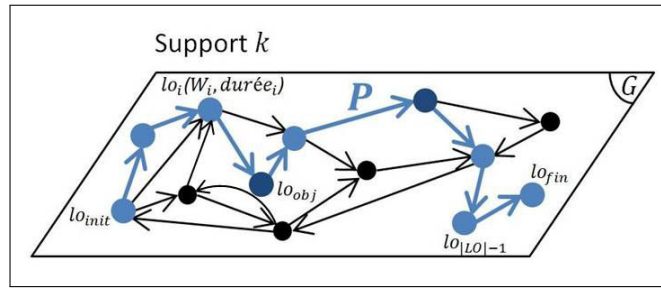 Support k
lo_i(W_i, durée_i)
P
G
lo_obj
lo_fin
lo_init
lo_|LO|−1